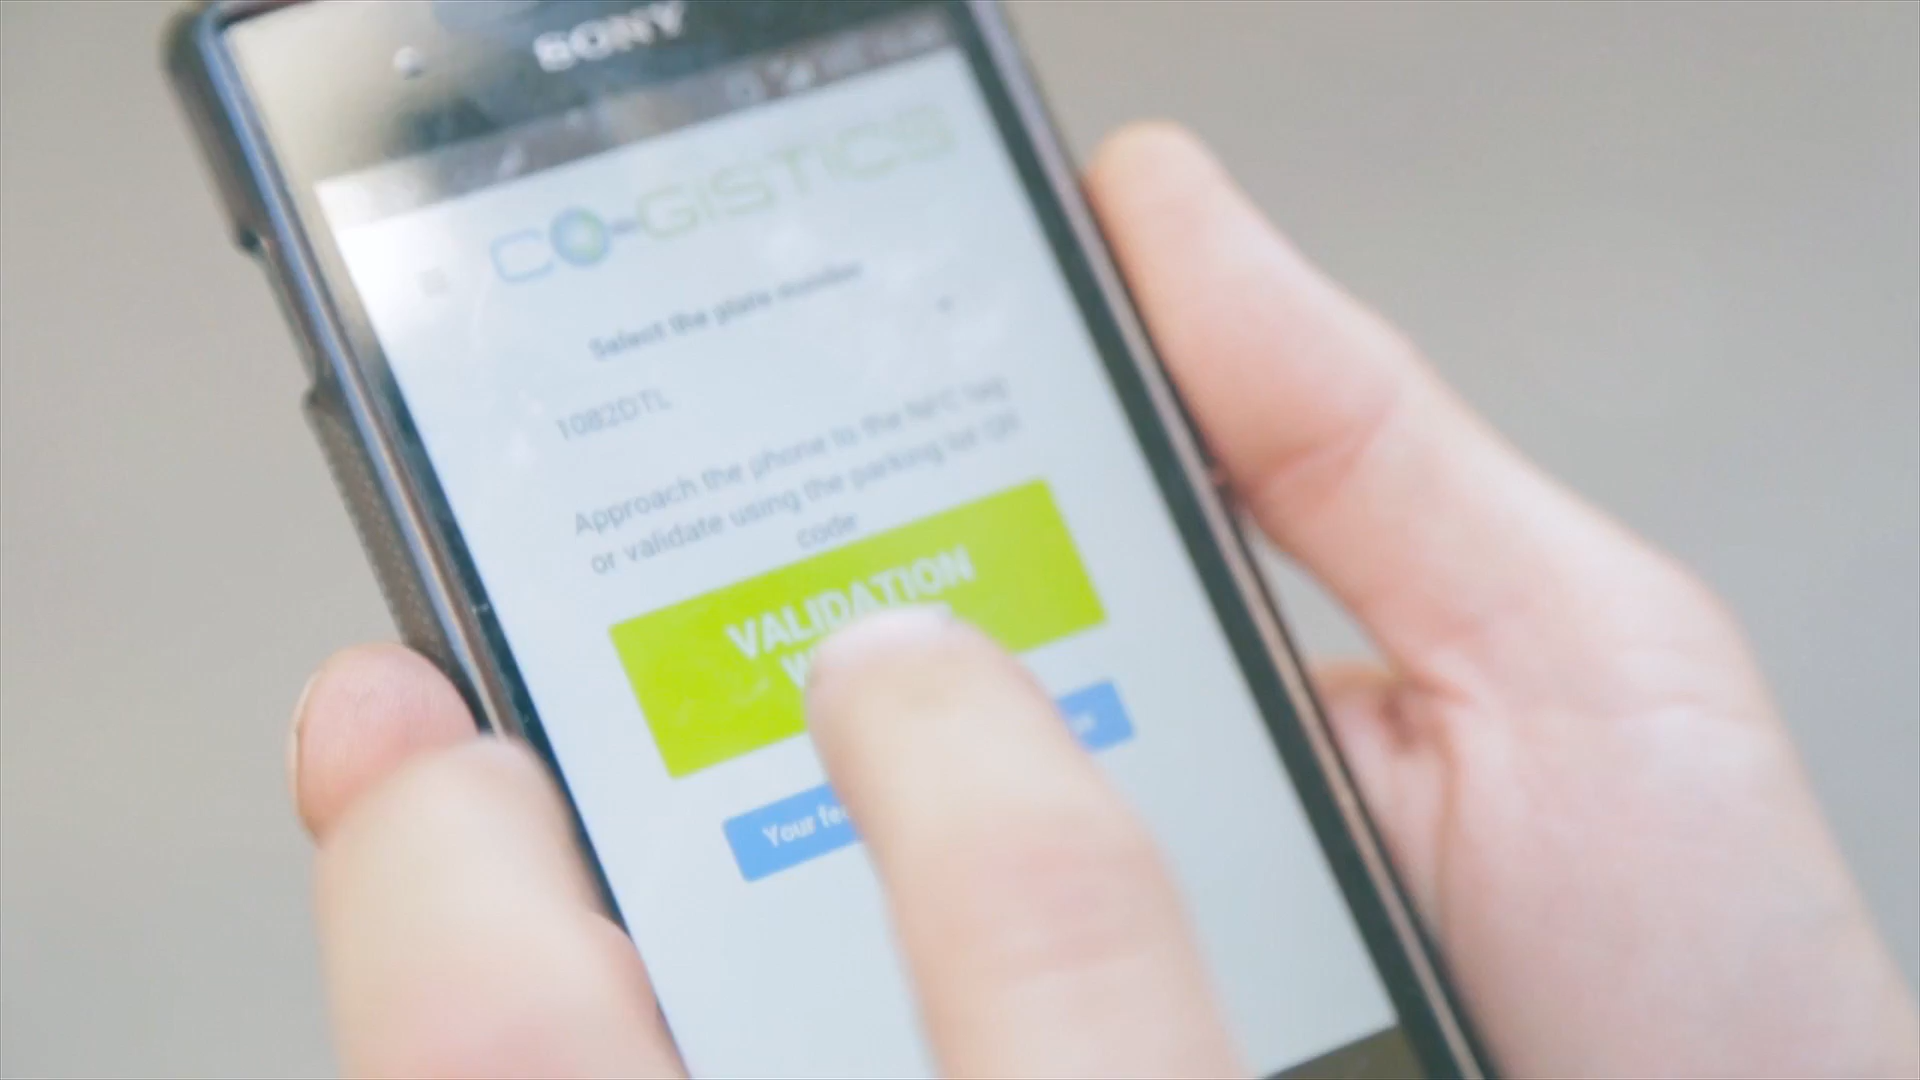 SONY
CO-GISTICS
Select the plate number
1082DTL
Approach the phone to the NFC tag
or validate using the parking lot QR
code
VALIDATION
Your